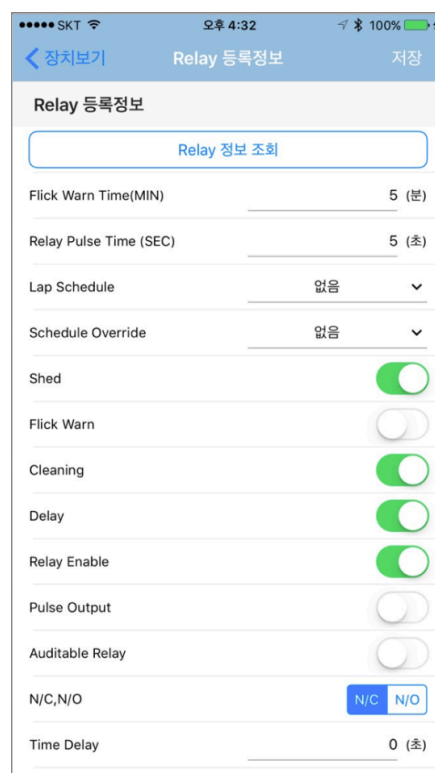 SKT 오후 4:32 100%
장치보기 Relay 등록정보 저장
Relay 등록정보
Relay 정보 조회
Flick Warn Time(MIN) 5 (분)
Relay Pulse Time (SEC) 5 (초)
Lap Schedule 없음
Schedule Override 없음
Shed
Flick Warn
Cleaning
Delay
Relay Enable
Pulse Output
Auditable Relay
N/C,N/O N/C N/O
Time Delay 0 (초)